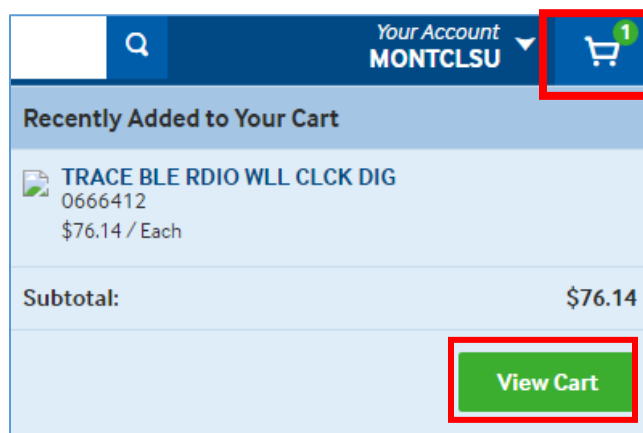 Your Account
MONTCLSU
1
Recently Added to Your Cart
TRACE BLE RDIO WLL CLCK DIG
0666412
$76.14 / Each
Subtotal: $76.14
View Cart